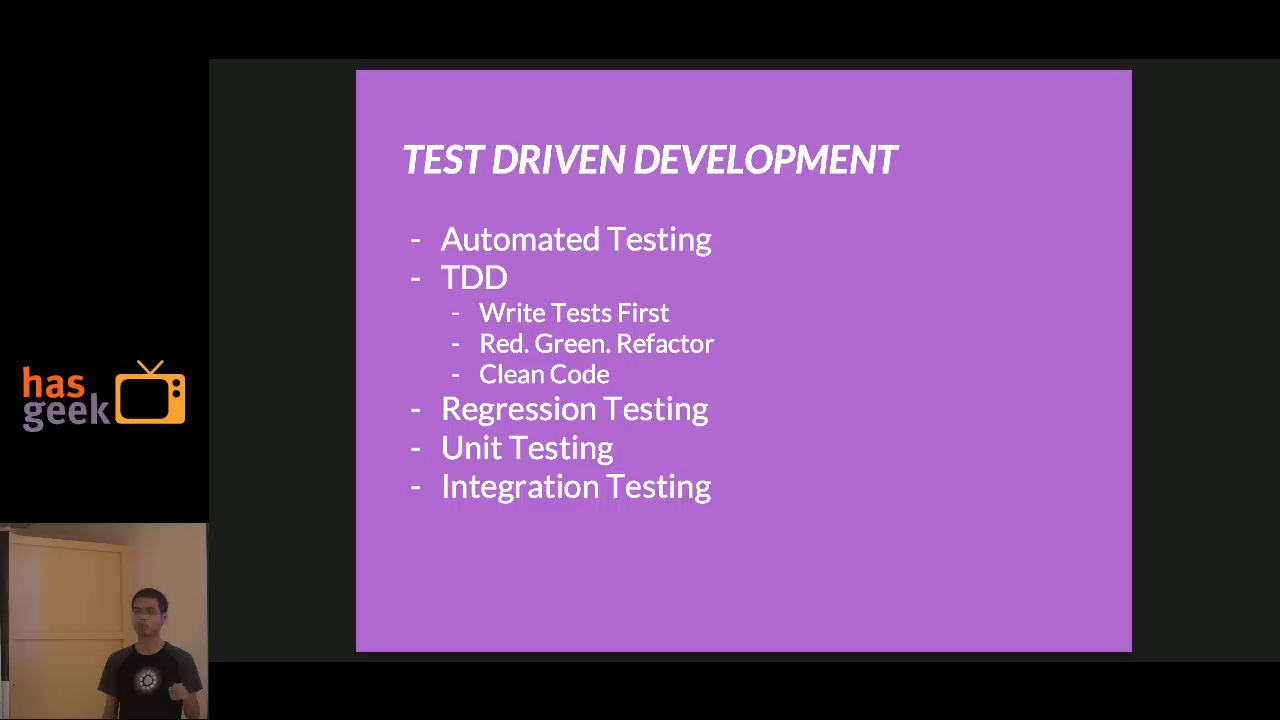 TEST DRIVEN DEVELOPMENT
- Automated Testing
- TDD
- Write Tests First
- Red. Green. Refactor
- Clean Code
- Regression Testing
- Unit Testing
- Integration Testing
has
geek